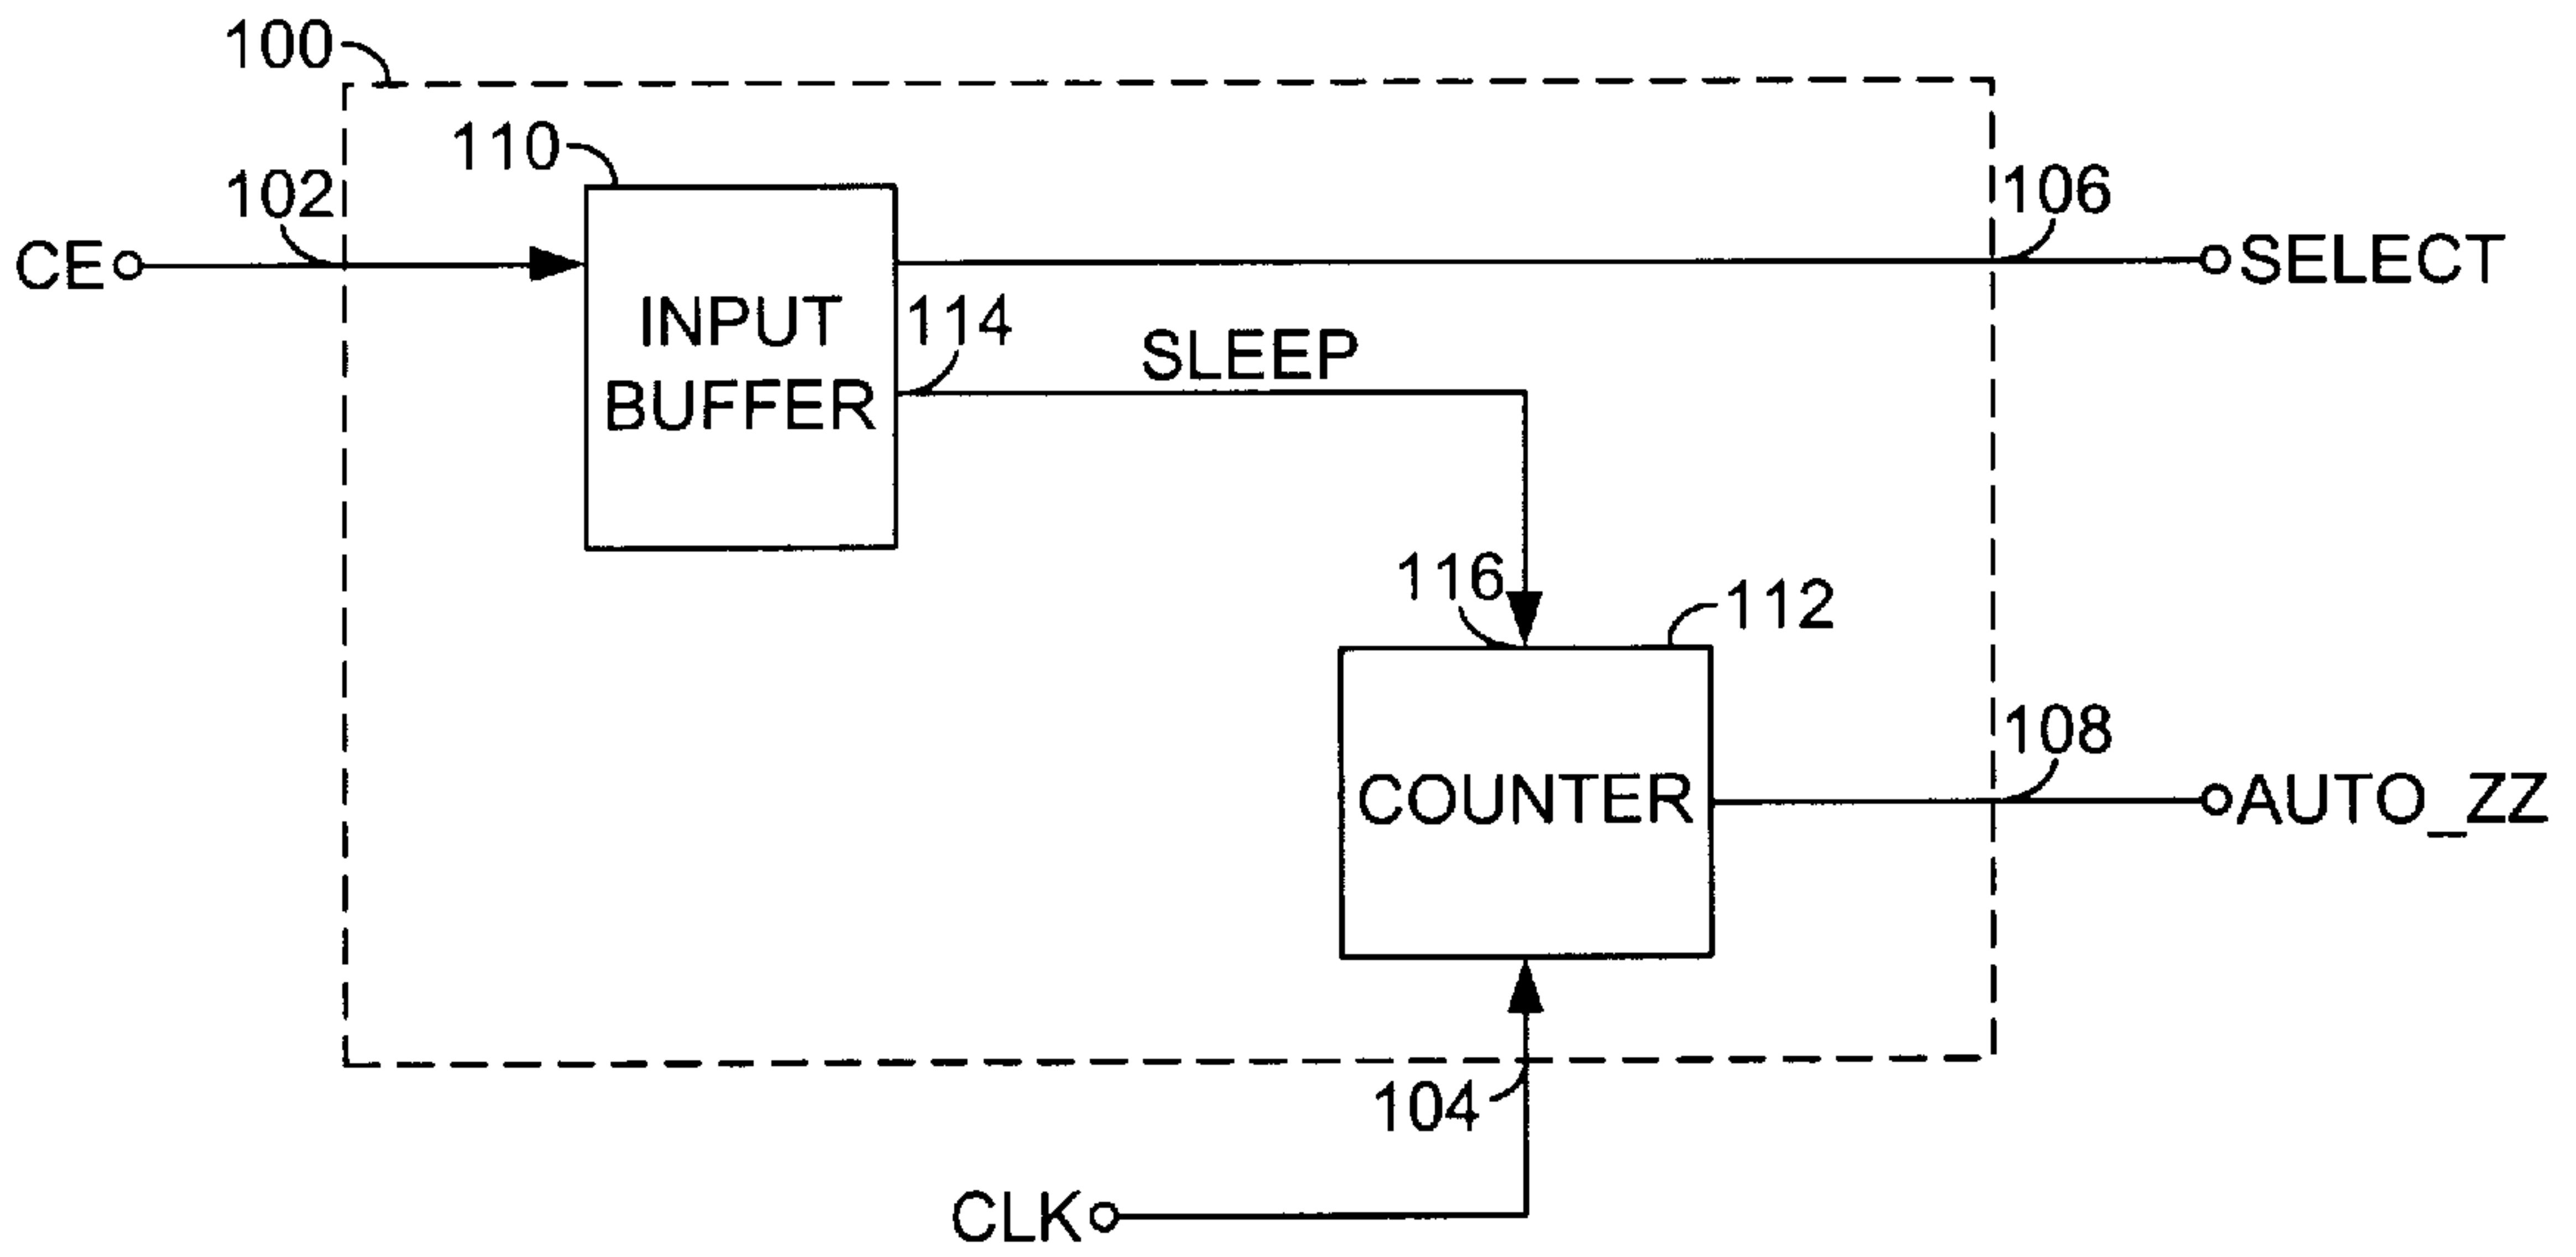 100
110
102
106
CE
SELECT
INPUT
BUFFER
114
SLEEP
116
112
108
COUNTER
AUTO_ZZ
104
CLK